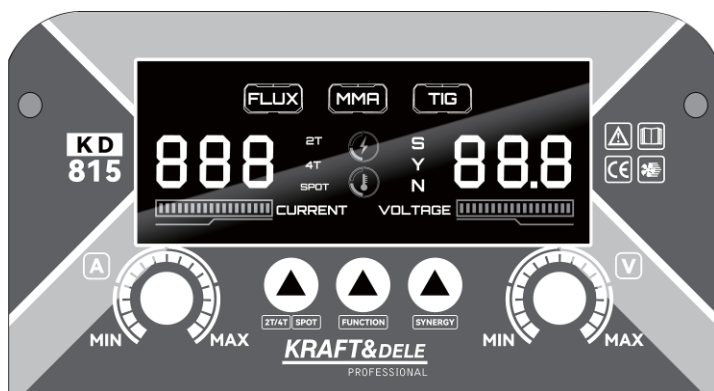 FLUX MMA TIG
KD
815
888
2T
4T
SPOT
S
Y
N
88.8
CURRENT VOLTAGE
CE
A
V
MIN MAX
2T/4T SPOT FUNCTION SYNERGY
MIN MAX
KRAFT&DELE
PROFESSIONAL